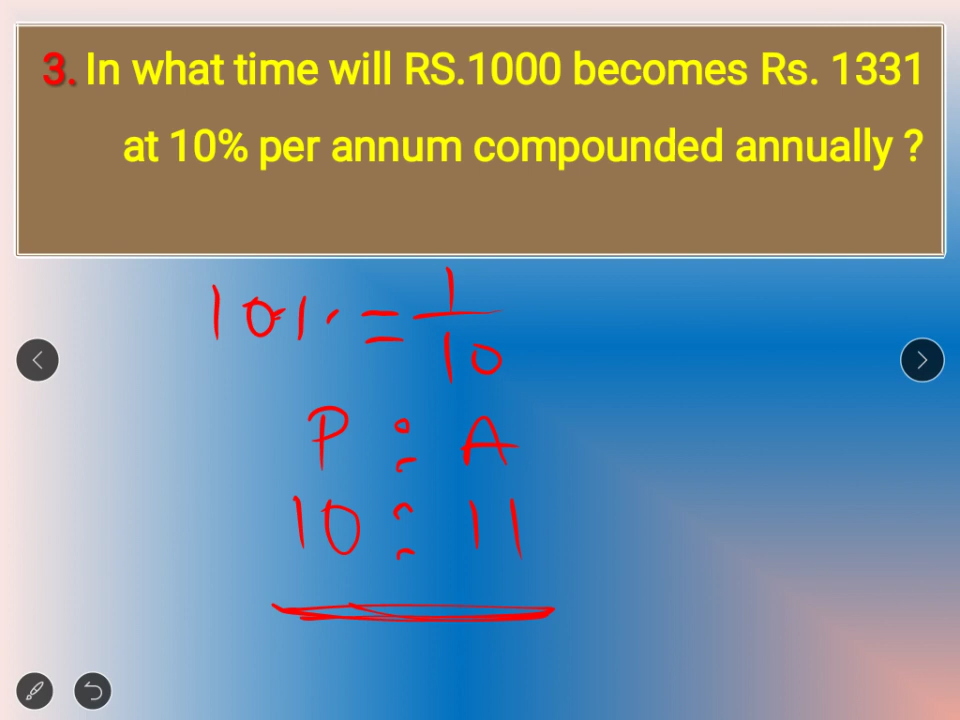 3. In what time will RS.1000 becomes Rs. 1331
at 10% per annum compounded annually ?
10% = 1/10
P : A
10 : 11